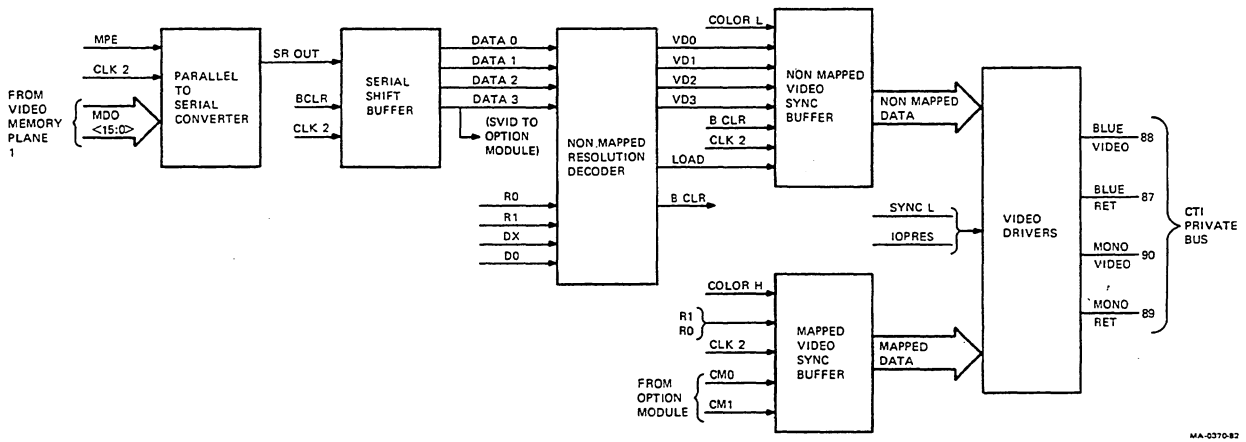 FROM
VIDEO
MEMORY
PLANE
1
MPE
CLK 2
MDO
<15:0>
PARALLEL
TO
SERIAL
CONVERTER
SR OUT
BCLR
CLK 2
SERIAL
SHIFT
BUFFER
DATA 0
DATA 1
DATA 2
DATA 3
(SVID TO
OPTION
MODULE)
R0
R1
DX
D0
NON MAPPED
RESOLUTION
DECODER
COLOR L
VD0
VD1
VD2
VD3
B CLR
CLK 2
LOAD
B CLR
NON MAPPED
VIDEO
SYNC
BUFFER
NON MAPPED
DATA
SYNC L
IOPRES
COLOR H
R1
R0
CLK 2
FROM
OPTION
MODULE
CM0
CM1
MAPPED
VIDEO
SYNC
BUFFER
MAPPED
DATA
VIDEO
DRIVERS
BLUE 88
VIDEO
BLUE 87
RET
MONO 90
VIDEO
MONO 89
RET
CTI
PRIVATE
BUS
MA-0370-82